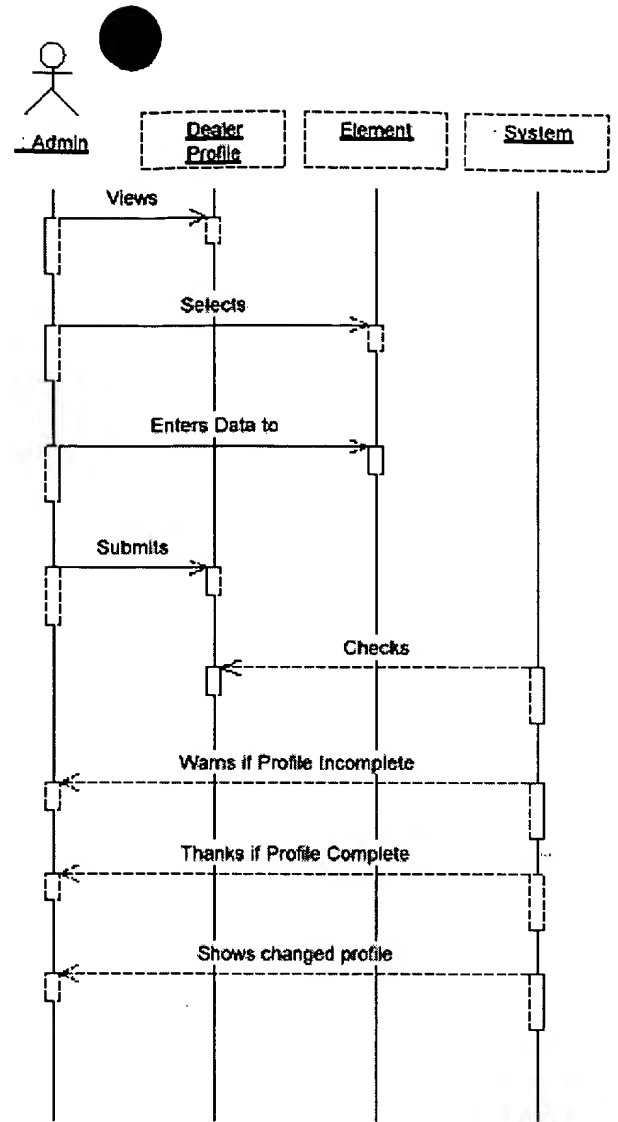 : Admin
Dealer
Profile
Element
: System
Views
Selects
Enters Data to
Submits
Checks
Warns if Profile Incomplete
Thanks if Profile Complete
Shows changed profile